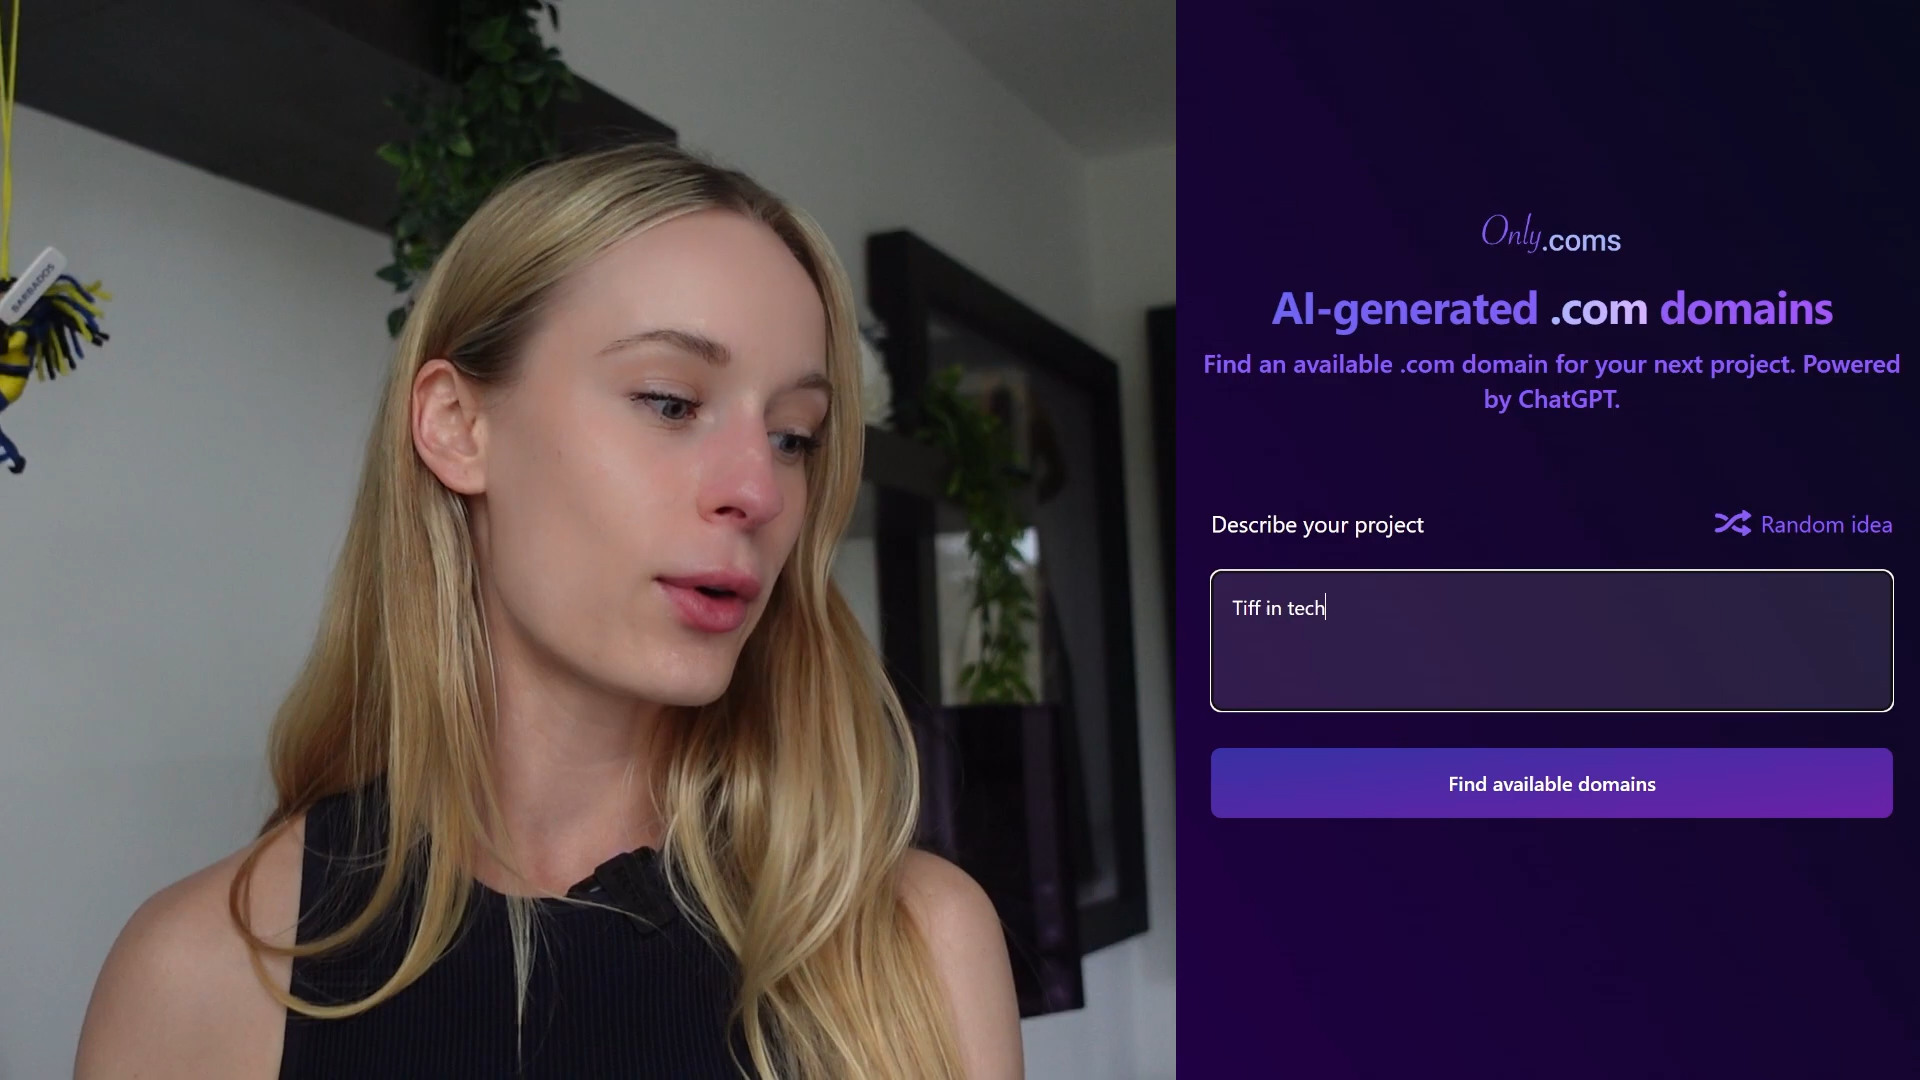 BARBADOS
Only.coms
AI-generated .com domains
Find an available .com domain for your next project. Powered
by ChatGPT.
Describe your project
Random idea
Tiff in tech
Find available domains